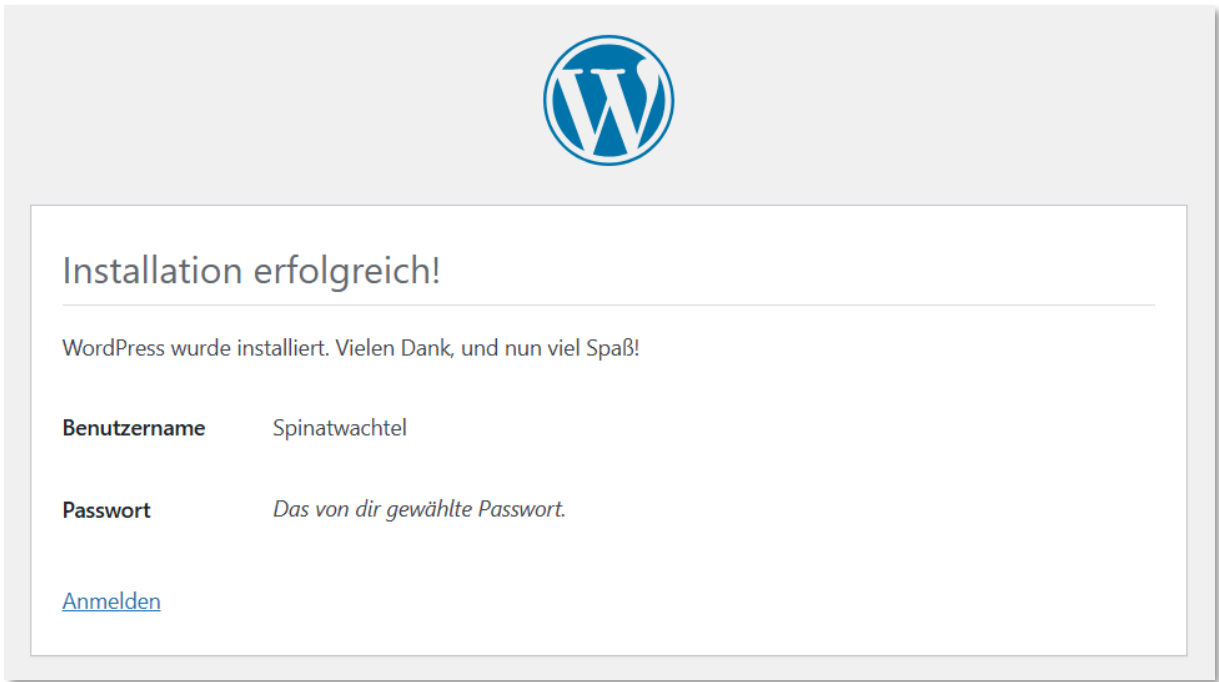 Installation erfolgreich!
WordPress wurde installiert. Vielen Dank, und nun viel Spaß!
Benutzername Spinatwachtel
Passwort Das von dir gewählte Passwort.
Anmelden